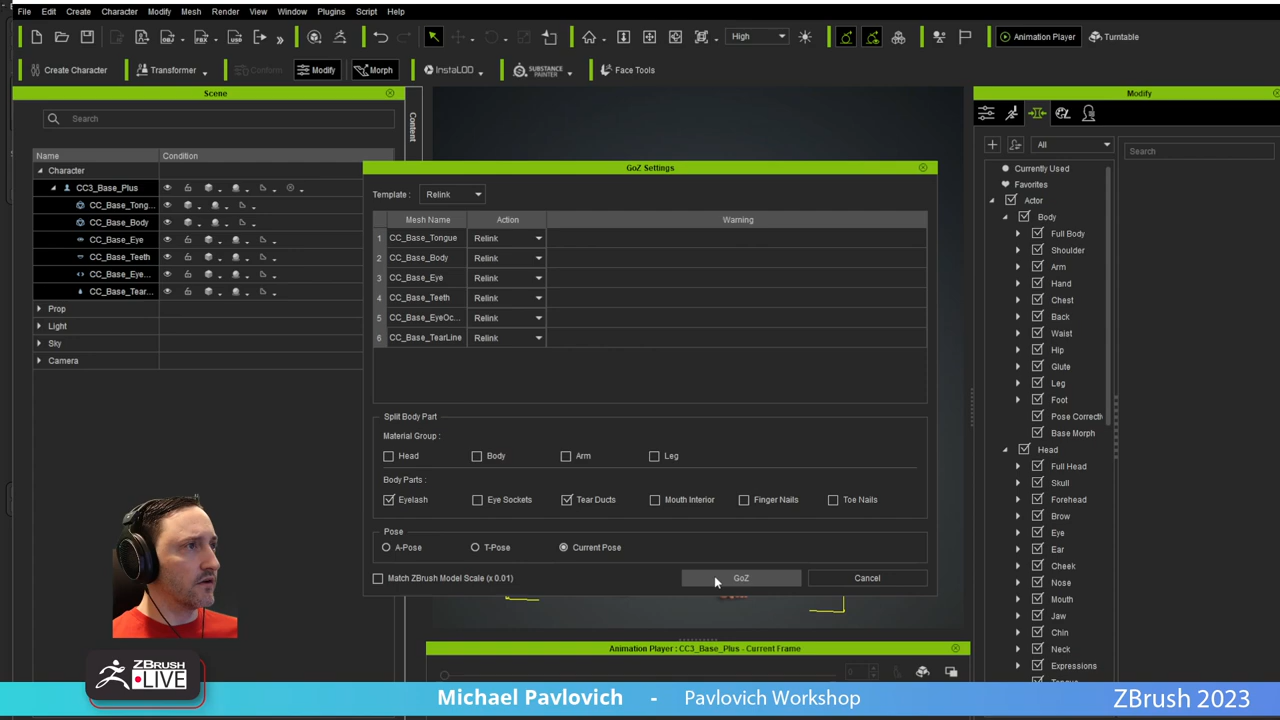 File Edit Create Character Modify Mesh Render View Window Plugins Script Help
High Animation Player Turntable
Create Character Transformer Conform Modify Morph InstaLOD SUBSTANCE PAINTER Face Tools
Scene
Search
Content
Name Condition
Character
CC3_Base_Plus
CC_Base_Tong...
CC_Base_Body
CC_Base_Eye
CC_Base_Teeth
CC_Base_Eye...
CC_Base_Tear...
Prop
Light
Sky
Camera
GoZ Settings
Template : Relink
Mesh Name Action Warning
1 CC_Base_Tongue Relink
2 CC_Base_Body Relink
3 CC_Base_Eye Relink
4 CC_Base_Teeth Relink
5 CC_Base_EyeOc... Relink
6 CC_Base_TearLine Relink
Split Body Part
Material Group :
Head Body Arm Leg
Body Parts :
Eyelash Eye Sockets Tear Ducts Mouth Interior Finger Nails Toe Nails
Pose
A-Pose T-Pose Current Pose
Match ZBrush Model Scale (x 0.01) GoZ Cancel
Animation Player : CC3_Base_Plus - Current Frame
0
Modify
All
Search
Currently Used
Favorites
Actor
Body
Full Body
Shoulder
Arm
Hand
Chest
Back
Waist
Hip
Glute
Leg
Foot
Pose Correcti
Base Morph
Head
Full Head
Skull
Forehead
Brow
Eye
Ear
Cheek
Nose
Mouth
Jaw
Chin
Neck
Expressions
ZBRUSH
LIVE
Michael Pavlovich - Pavlovich Workshop ZBrush 2023